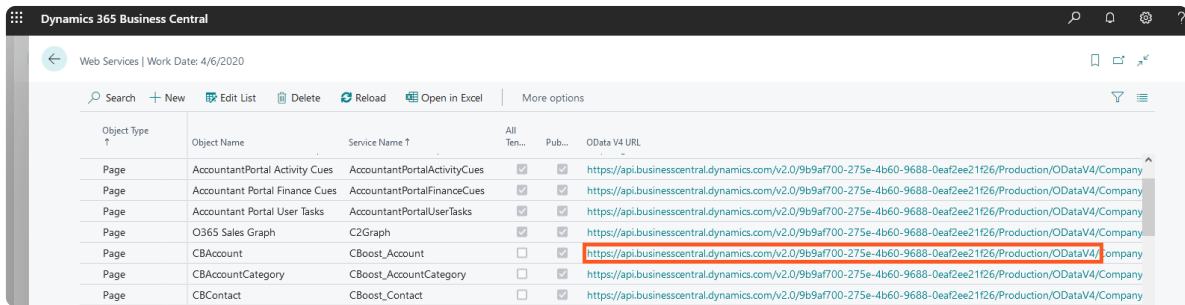 Dynamics 365 Business Central
?
Web Services | Work Date: 4/6/2020
Search + New Edit List Delete Reload Open in Excel More options
Object Type ↑ Object Name Service Name ↑ All Ten... Pub... OData V4 URL
Page AccountantPortal Activity Cues AccountantPortalActivityCues https://api.businesscentral.dynamics.com/v2.0/9b9af700-275e-4b60-9688-0eaf2ee21f26/Production/ODataV4/Company
Page Accountant Portal Finance Cues AccountantPortalFinanceCues https://api.businesscentral.dynamics.com/v2.0/9b9af700-275e-4b60-9688-0eaf2ee21f26/Production/ODataV4/Company
Page Accountant Portal User Tasks AccountantPortalUserTasks https://api.businesscentral.dynamics.com/v2.0/9b9af700-275e-4b60-9688-0eaf2ee21f26/Production/ODataV4/Company
Page O365 Sales Graph C2Graph https://api.businesscentral.dynamics.com/v2.0/9b9af700-275e-4b60-9688-0eaf2ee21f26/Production/ODataV4/Company
Page CBAccount CBoost_Account https://api.businesscentral.dynamics.com/v2.0/9b9af700-275e-4b60-9688-0eaf2ee21f26/Production/ODataV4/Company
Page CBAccountCategory CBoost_AccountCategory https://api.businesscentral.dynamics.com/v2.0/9b9af700-275e-4b60-9688-0eaf2ee21f26/Production/ODataV4/Company
Page CBContact CBoost_Contact https://api.businesscentral.dynamics.com/v2.0/9b9af700-275e-4b60-9688-0eaf2ee21f26/Production/ODataV4/Company